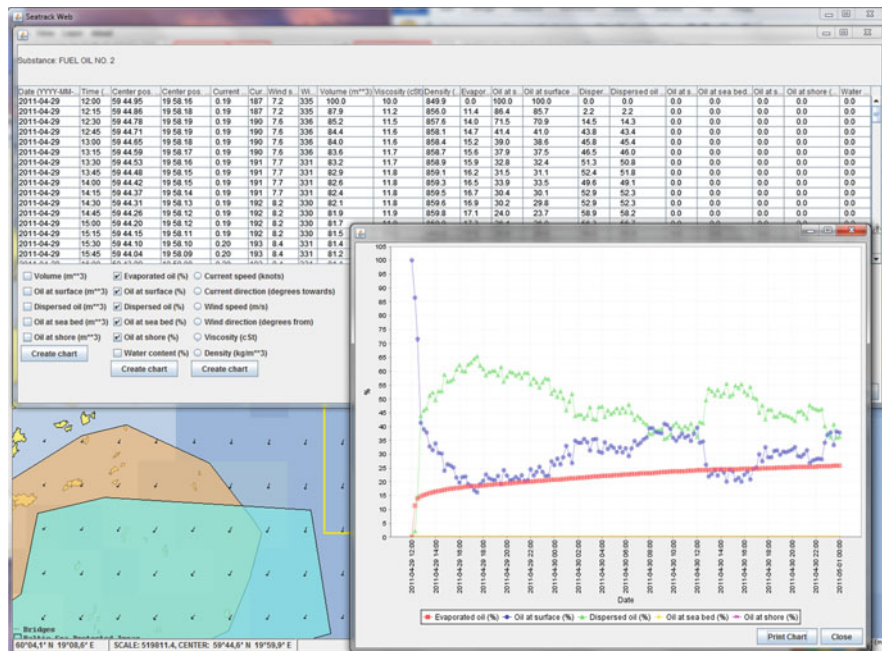 Seatrack Web
View Layer
Substance: FUEL OIL NO. 2
Date (YYYY-MM-.. Time (... Center pos. ... Center pos. ... Current ... Cur... Wind s... Wi... Volume (m**3) Viscosity (cSt) Density (... Evapor... Oil at s... Oil at surface ... Disper... Dispersed oil ... Oil at s... Oil at sea bed... Oil at s... Oil at shore (... Water ...
2011-04-29 12:00 59 44.95 19 58.16 0.19 187 7.2 335 100.0 10.0 849.9 0.0 100.0 100.0 0.0 0.0 0.0 0.0 0.0 0.0 0.0
2011-04-29 12:15 59 44.86 19 58.18 0.19 187 7.2 335 87.9 11.2 856.0 11.4 86.4 85.7 2.2 2.2 0.0 0.0 0.0 0.0 0.0
2011-04-29 12:30 59 44.78 19 58.19 0.19 190 7.6 336 85.2 11.5 857.6 14.0 71.5 70.9 14.5 14.3 0.0 0.0 0.0 0.0 0.0
2011-04-29 12:45 59 44.71 19 58.19 0.19 190 7.6 336 84.4 11.6 858.1 14.7 41.4 41.0 43.8 43.4 0.0 0.0 0.0 0.0 0.0
2011-04-29 13:00 59 44.65 19 58.18 0.19 190 7.6 336 84.0 11.6 858.4 15.2 39.0 38.6 45.8 45.4 0.0 0.0 0.0 0.0 0.0
2011-04-29 13:15 59 44.59 19 58.17 0.19 190 7.6 336 83.6 11.7 858.7 15.6 37.9 37.5 46.5 46.0 0.0 0.0 0.0 0.0 0.0
2011-04-29 13:30 59 44.53 19 58.16 0.19 191 7.7 331 83.2 11.7 858.9 15.9 32.8 32.4 51.3 50.8 0.0 0.0 0.0 0.0 0.0
2011-04-29 13:45 59 44.48 19 58.15 0.19 191 7.7 331 82.9 11.8 859.1 16.2 31.5 31.1 52.4 51.8 0.0 0.0 0.0 0.0 0.0
2011-04-29 14:00 59 44.42 19 58.15 0.19 191 7.7 331 82.6 11.8 859.3 16.5 33.9 33.5 49.6 49.1 0.0 0.0 0.0 0.0 0.0
2011-04-29 14:15 59 44.37 19 58.14 0.19 191 7.7 331 82.4 11.8 859.5 16.7 30.4 30.1 52.9 52.3 0.0 0.0 0.0 0.0 0.0
2011-04-29 14:30 59 44.31 19 58.13 0.19 192 8.2 330 82.1 11.8 859.6 16.9 30.2 29.8 52.9 52.3 0.0 0.0 0.0 0.0 0.0
2011-04-29 14:45 59 44.26 19 58.12 0.19 192 8.2 330 81.9 11.9 859.8 17.1 24.0 23.7 58.9 58.2 0.0 0.0 0.0 0.0 0.0
2011-04-29 15:00 59 44.20 19 58.12 0.19 192 8.2 330 81.7
2011-04-29 15:15 59 44.15 19 58.11 0.19 192 8.2 330 81.5
2011-04-29 15:30 59 44.10 19 58.10 0.20 193 8.4 331 81.4
2011-04-29 15:45 59 44.04 19 58.09 0.20 193 8.4 331 81.2
Volume (m**3) Evaporated oil (%) Current speed (knots)
Oil at surface (m**3) Oil at surface (%) Current direction (degrees towards)
Dispersed oil (m**3) Dispersed oil (%) Wind speed (m/s)
Oil at sea bed (m**3) Oil at sea bed (%) Wind direction (degrees from)
Oil at shore (m**3) Oil at shore (%) Viscosity (cSt)
Create chart Water content (%) Density (kg/m**3)
Create chart Create chart
105
100
95
90
85
80
75
70
65
60
55
50
45
40
35
30
25
20
15
10
5
0
%
2011-04-29 12:00
2011-04-29 14:00
2011-04-29 16:00
2011-04-29 18:00
2011-04-29 20:00
2011-04-29 22:00
2011-04-30 00:00
2011-04-30 02:00
2011-04-30 04:00
2011-04-30 06:00
2011-04-30 08:00
2011-04-30 10:00
2011-04-30 12:00
2011-04-30 14:00
2011-04-30 16:00
2011-04-30 18:00
2011-04-30 20:00
2011-04-30 22:00
2011-05-01 00:00
Date
Evaporated oil (%) Oil at surface (%) Dispersed oil (%) Oil at sea bed (%) Oil at shore (%)
Print Chart Close
Bridges
60°04,1" N 19°08,6" E SCALE: 519811.4, CENTER: 59°44,6" N 19°59,9" E